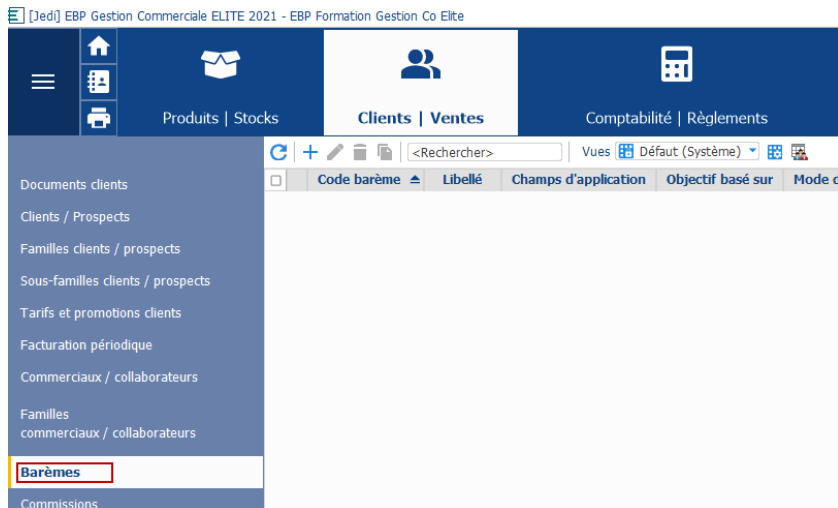 [Jedi] EBP Gestion Commerciale ELITE 2021 - EBP Formation Gestion Co Elite
Produits | Stocks
Clients | Ventes
Comptabilité | Règlements
<Rechercher>
Vues
Défaut (Système)
Code barème
Libellé
Champs d'application
Objectif basé sur
Mode
Documents clients
Clients / Prospects
Familles clients / prospects
Sous-familles clients / prospects
Tarifs et promotions clients
Facturation périodique
Commerciaux / collaborateurs
Familles
commerciaux / collaborateurs
Barèmes
Commissions